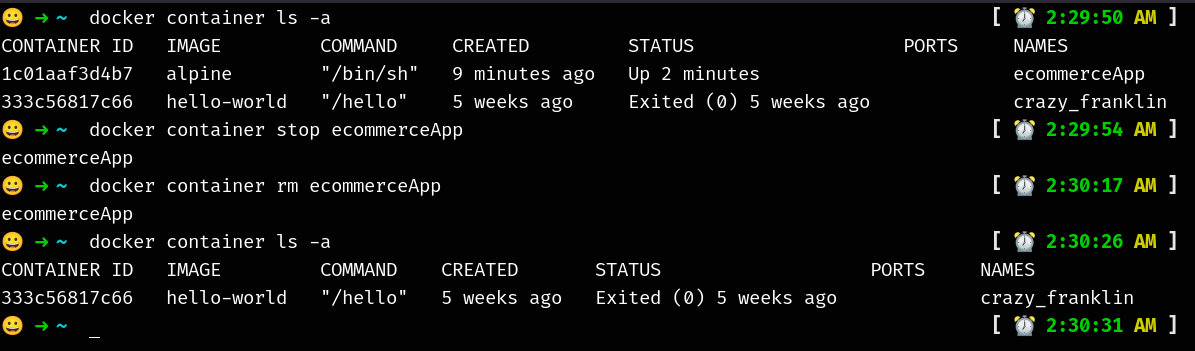 😀 ➜ ~ docker container ls -a [ ⏰ 2:29:50 AM ]
CONTAINER ID IMAGE COMMAND CREATED STATUS PORTS NAMES
1c01aaf3d4b7 alpine "/bin/sh" 9 minutes ago Up 2 minutes ecommerceApp
333c56817c66 hello-world "/hello" 5 weeks ago Exited (0) 5 weeks ago crazy_franklin
😀 ➜ ~ docker container stop ecommerceApp [ ⏰ 2:29:54 AM ]
ecommerceApp
😀 ➜ ~ docker container rm ecommerceApp [ ⏰ 2:30:17 AM ]
ecommerceApp
😀 ➜ ~ docker container ls -a [ ⏰ 2:30:26 AM ]
CONTAINER ID IMAGE COMMAND CREATED STATUS PORTS NAMES
333c56817c66 hello-world "/hello" 5 weeks ago Exited (0) 5 weeks ago crazy_franklin
😀 ➜ ~ _ [ ⏰ 2:30:31 AM ]